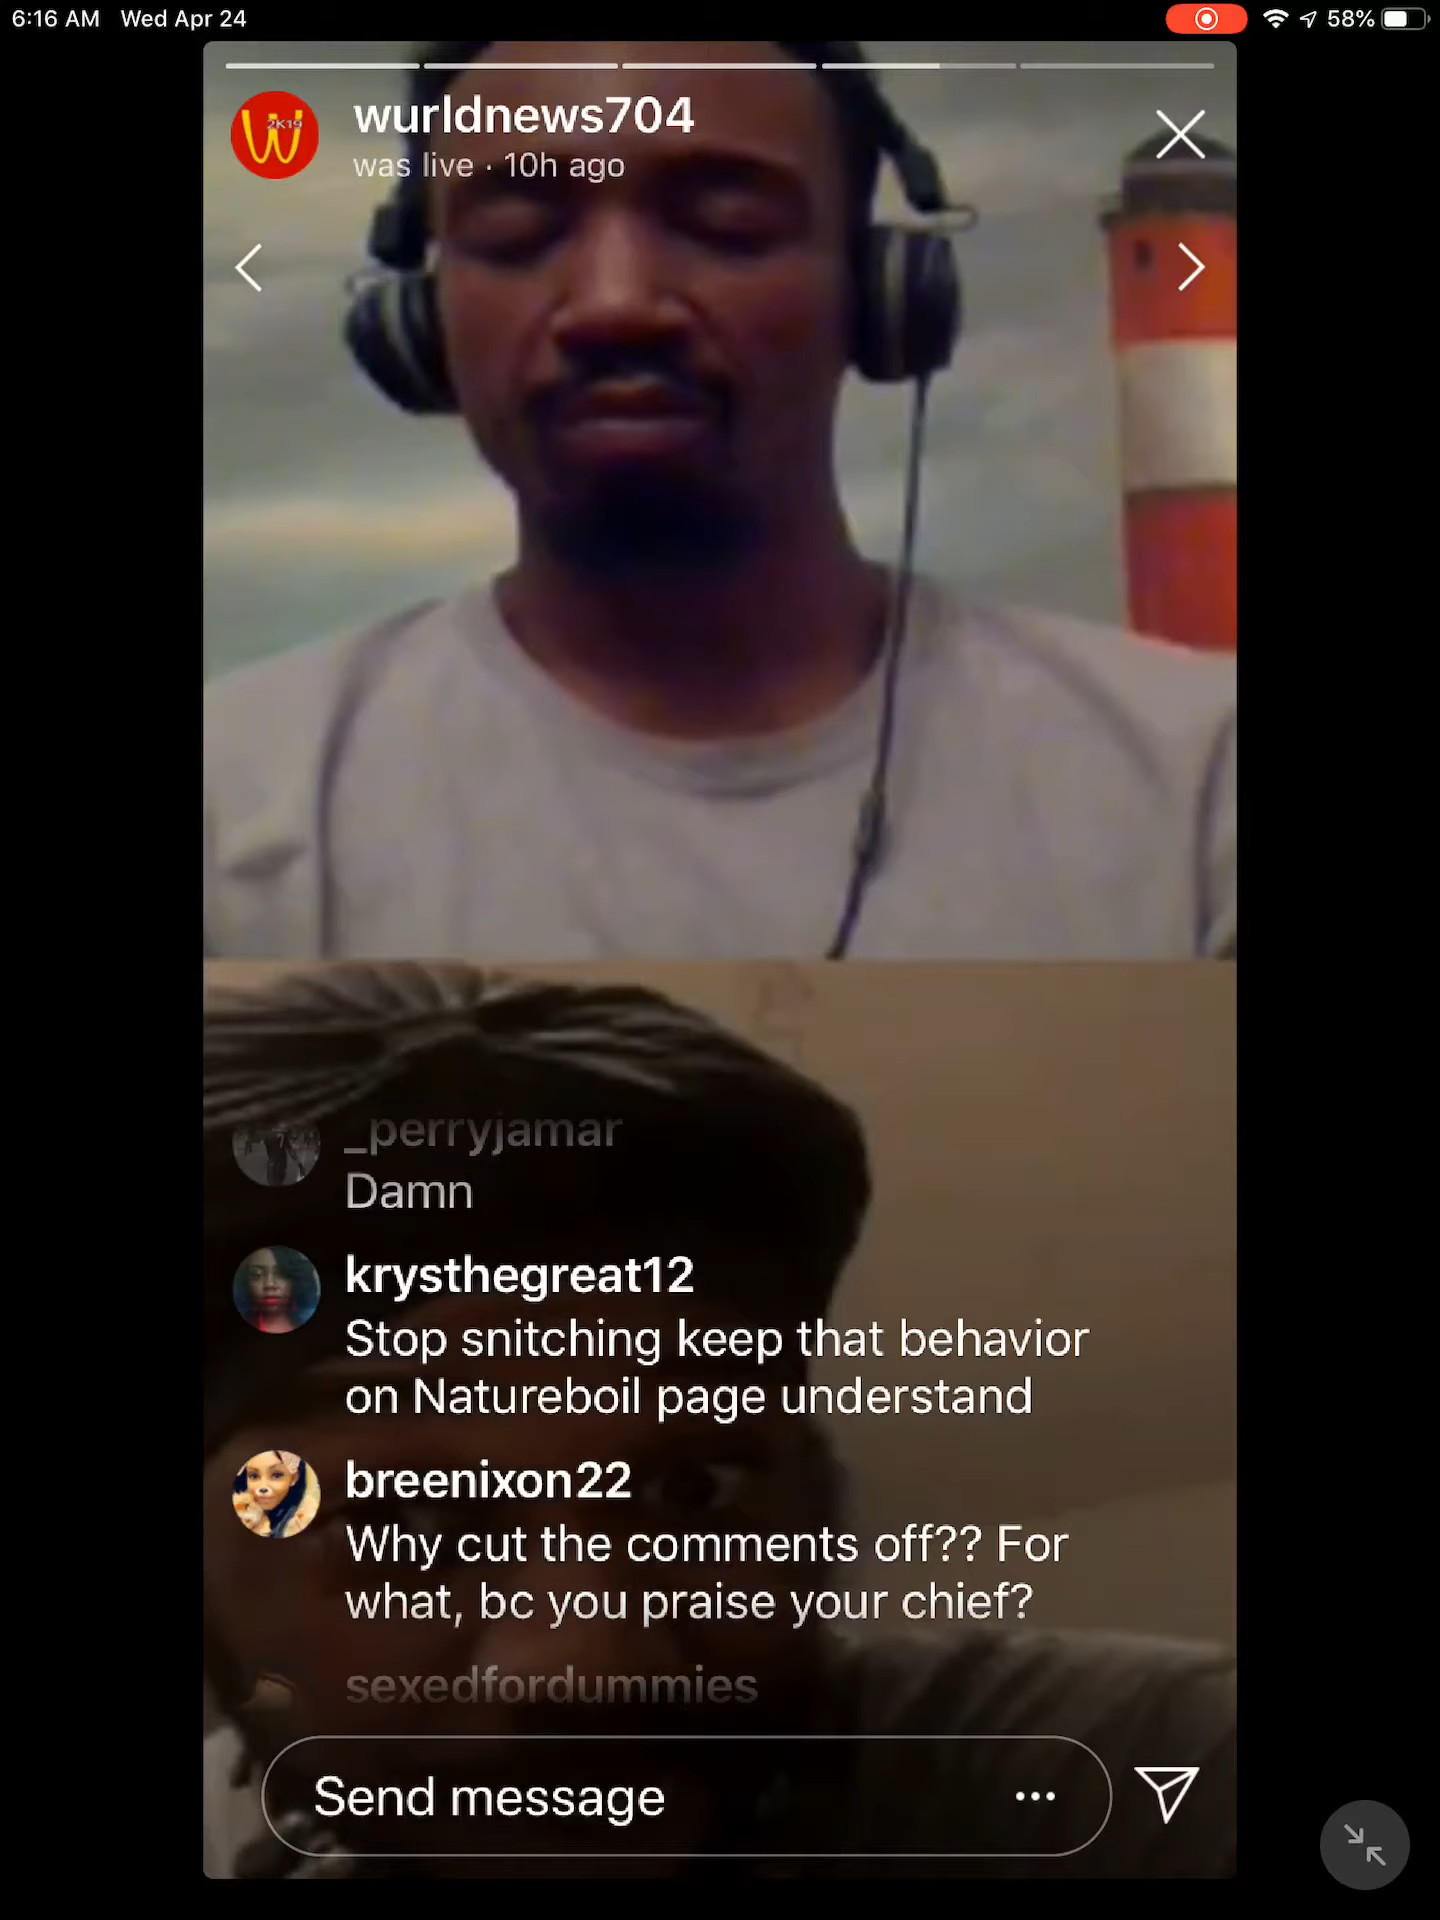 6:16 AM Wed Apr 24
58%
2K19
wurldnews704
was live · 10h ago
_perryjamar
Damn
krysthegreat12
Stop snitching keep that behavior
on Natureboil page understand
breenixon22
Why cut the comments off?? For
what, bc you praise your chief?
sexedfordummies
Send message